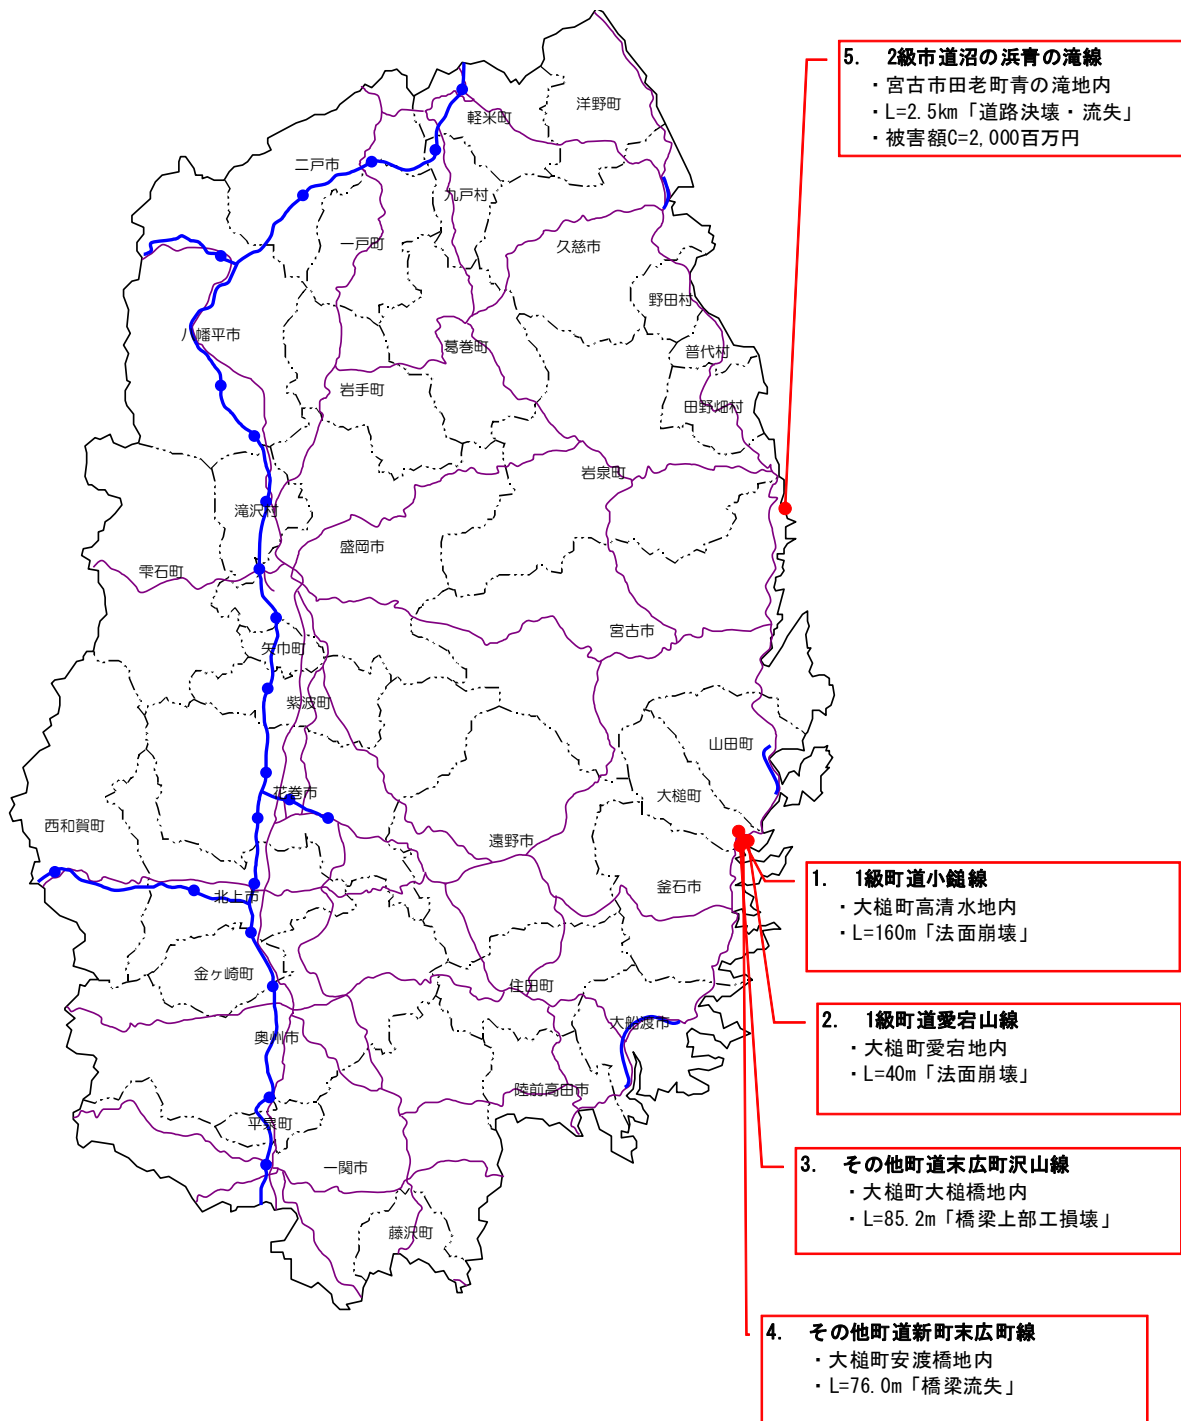 5. 2級市道沼の浜青の滝線
・宮古市田老町青の滝地内
・L=2.5km「道路決壊・流失」
・被害額C=2,000百万円
洋野町
軽米町
二戸市
九戸村
一戸町
久慈市
野田村
八幡平市
葛巻町
普代村
岩手町
田野畑村
岩泉町
滝沢村
盛岡市
雫石町
宮古市
矢巾町
紫波町
山田町
花巻市
大槌町
西和賀町
遠野市
釜石市
北上市
金ヶ崎町
住田町
大船渡市
奥州市
陸前高田市
平泉町
一関市
藤沢町
1. 1級町道小鎚線
・大槌町高清水地内
・L=160m「法面崩壊」
2. 1級町道愛宕山線
・大槌町愛宕地内
・L=40m「法面崩壊」
3. その他町道末広町沢山線
・大槌町大槌橋地内
・L=85.2m「橋梁上部工損壊」
4. その他町道新町末広町線
・大槌町安渡橋地内
・L=76.0m「橋梁流失」